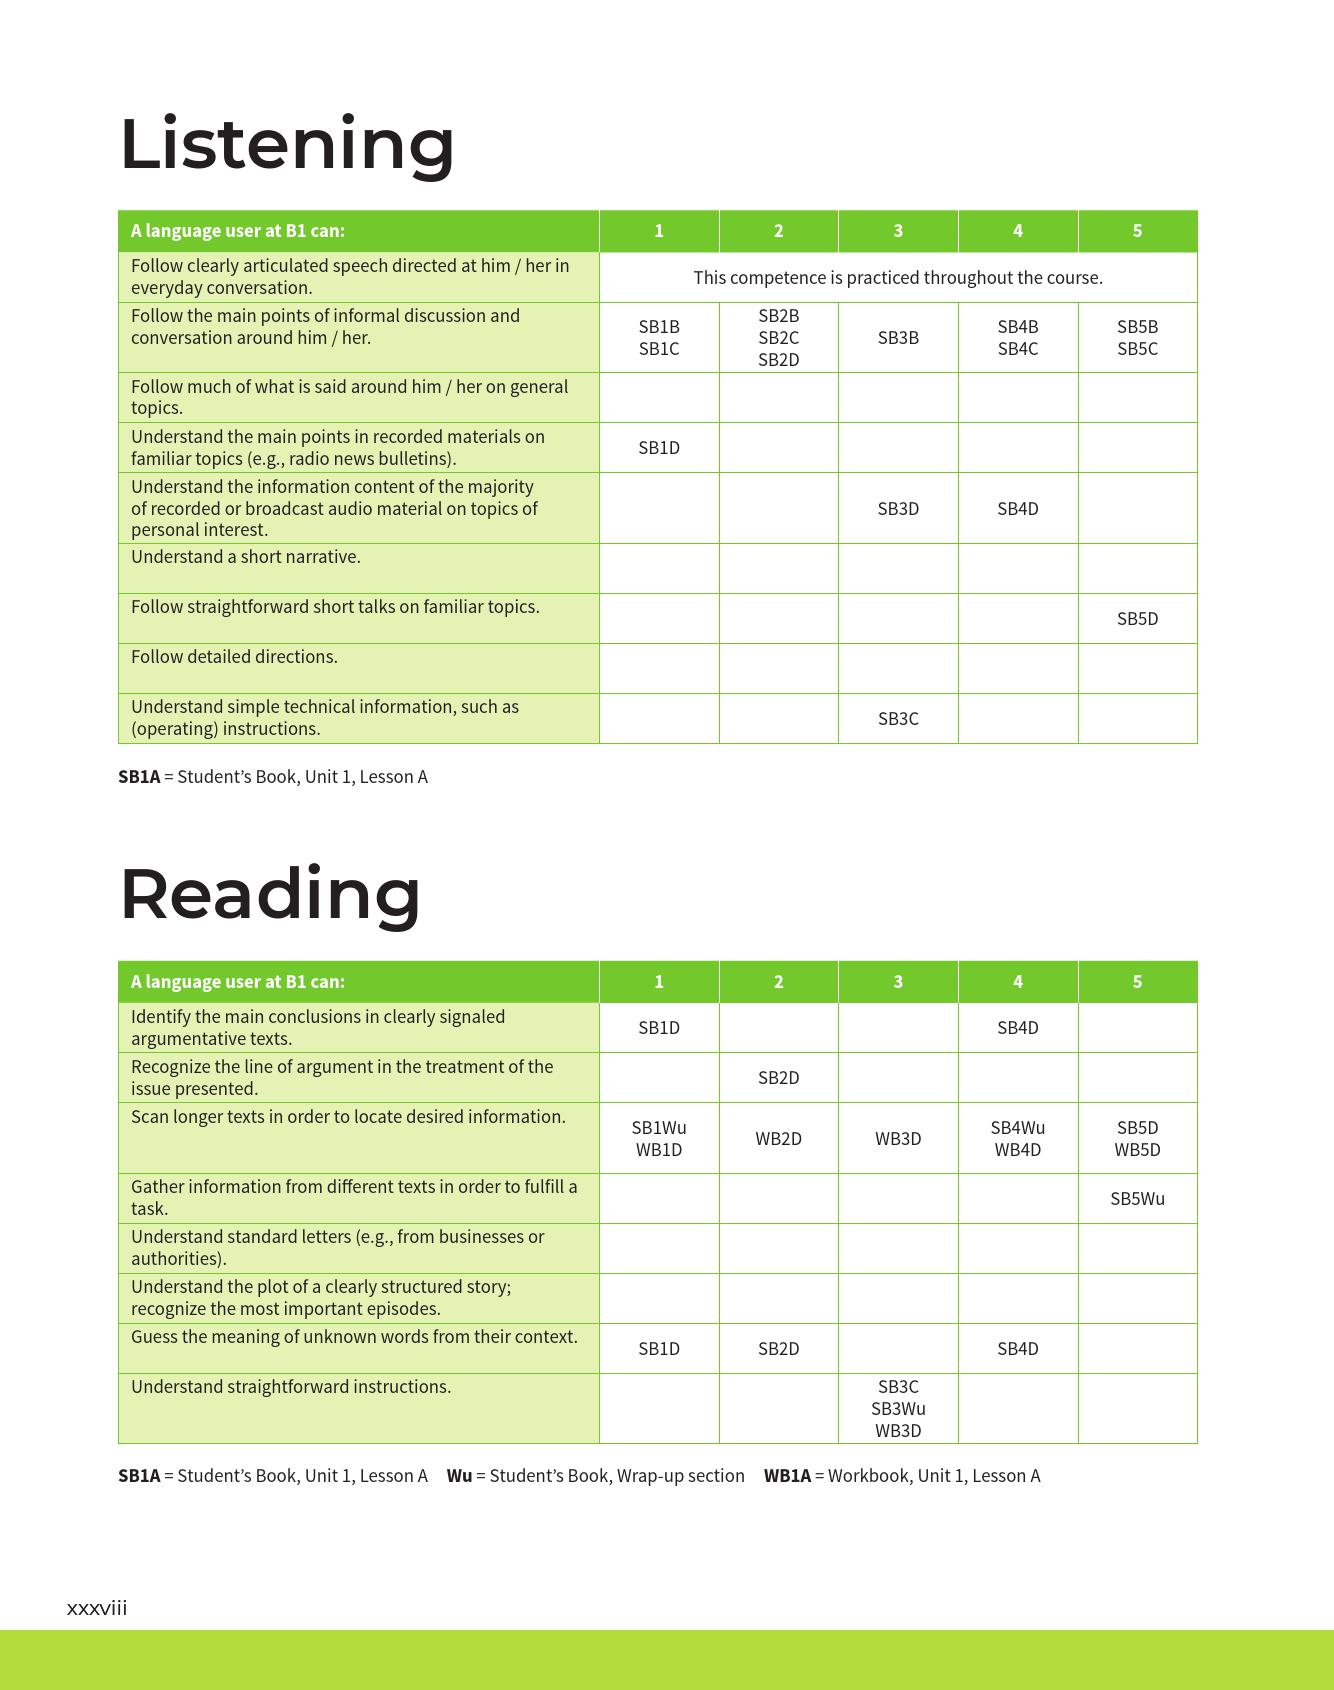 Listening
A language user at B1 can: 1 2 3 4 5
Follow clearly articulated speech directed at him / her in
everyday conversation.
This competence is practiced throughout the course.
Follow the main points of informal discussion and
conversation around him / her.
SB1B
SB1C
SB2B
SB2C
SB2D
SB3B
SB4B
SB4C
SB5B
SB5C
Follow much of what is said around him / her on general
topics.
Understand the main points in recorded materials on
familiar topics (e.g., radio news bulletins).
SB1D
Understand the information content of the majority
of recorded or broadcast audio material on topics of
personal interest.
SB3D
SB4D
Understand a short narrative.
Follow straightforward short talks on familiar topics.
SB5D
Follow detailed directions.
Understand simple technical information, such as
(operating) instructions.
SB3C
SB1A = Student’s Book, Unit 1, Lesson A
Reading
A language user at B1 can: 1 2 3 4 5
Identify the main conclusions in clearly signaled
argumentative texts.
SB1D
SB4D
Recognize the line of argument in the treatment of the
issue presented.
SB2D
Scan longer texts in order to locate desired information.
SB1Wu
WB1D
WB2D
WB3D
SB4Wu
WB4D
SB5D
WB5D
Gather information from different texts in order to fulfill a
task.
SB5Wu
Understand standard letters (e.g., from businesses or
authorities).
Understand the plot of a clearly structured story;
recognize the most important episodes.
Guess the meaning of unknown words from their context.
SB1D
SB2D
SB4D
Understand straightforward instructions.
SB3C
SB3Wu
WB3D
SB1A = Student’s Book, Unit 1, Lesson A Wu = Student’s Book, Wrap-up section WB1A = Workbook, Unit 1, Lesson A
xxxviii